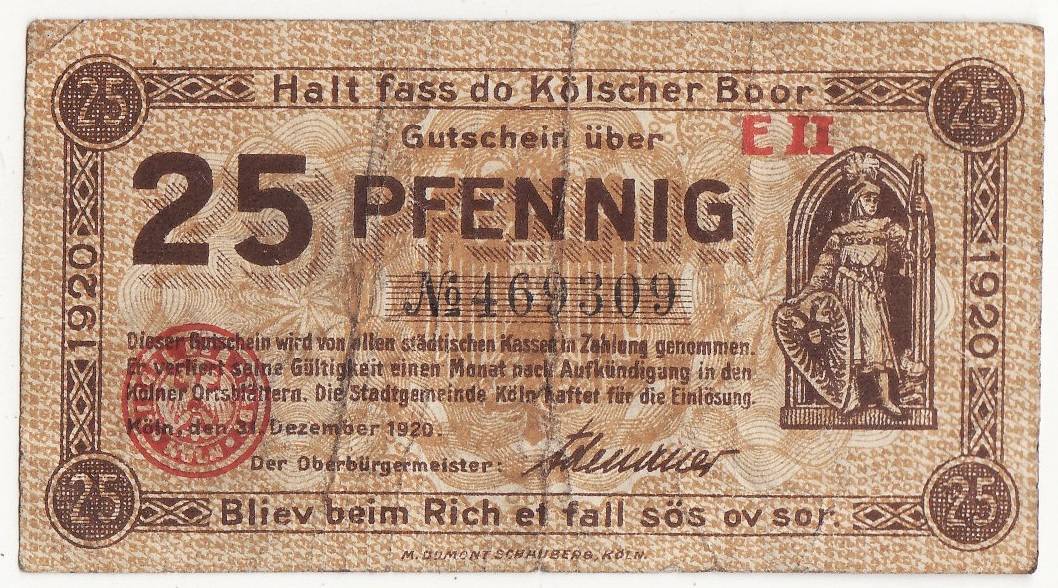 25 Halt fass do Kölscher Boor 25
Gutschein über
E II
25 PFENNIG
№ 469309
1920
1920
Dieser Gutschein wird von allen städtischen Kassen in Zahlung genommen.
Er verliert seine Gültigkeit einen Monat nach Aufkündigung in den
Kölner Ortsblättern. Die Stadtgemeinde Köln haftet für die Einlösung.
Köln, den 31. Dezember 1920.
Der Oberbürgermeister: Adenauer
25 Bliev beim Rich et fall sös ov sor. 25
M. DUMONT SCHAUBERG, KÖLN.